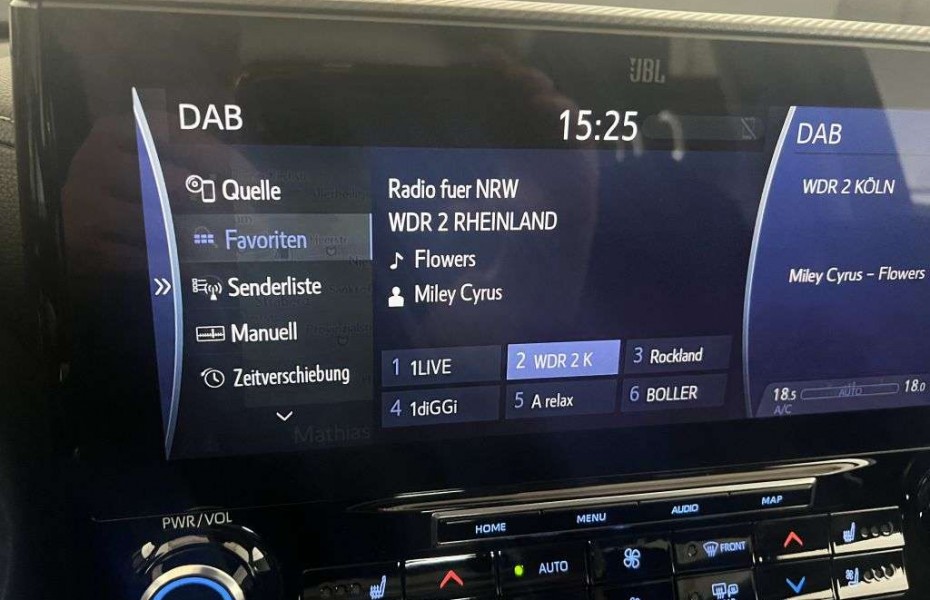 JBL
DAB
15:25
DAB
Quelle
Radio fuer NRW
WDR 2 KÖLN
Favoriten
WDR 2 RHEINLAND
Flowers
Senderliste
Miley Cyrus
Miley Cyrus – Flowers
Manuell
Zeitverschiebung
1 1LIVE
2 WDR 2 K
3 Rockland
4 1diGGi
5 A relax
6 BOLLER
18.5
AUTO
18.0
A/C
Mathias
PWR/VOL
HOME
MENU
AUDIO
MAP
AUTO
FRONT